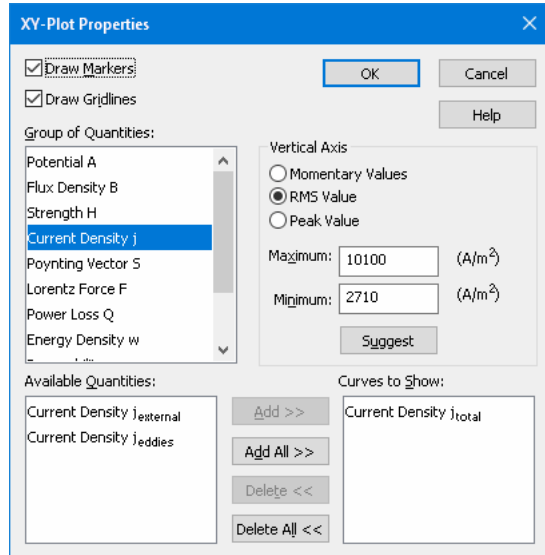 XY-Plot Properties
Draw Markers
Draw Gridlines
OK
Cancel
Help
Group of Quantities:
Potential A
Flux Density B
Strength H
Current Density j
Poynting Vector S
Lorentz Force F
Power Loss Q
Energy Density w
Vertical Axis
Momentary Values
RMS Value
Peak Value
Maximum: 10100 (A/m²)
Minimum: 2710 (A/m²)
Suggest
Available Quantities:
Current Density jexternal
Current Density jeddies
Add >>
Add All >>
Delete <<
Delete All <<
Curves to Show:
Current Density jtotal